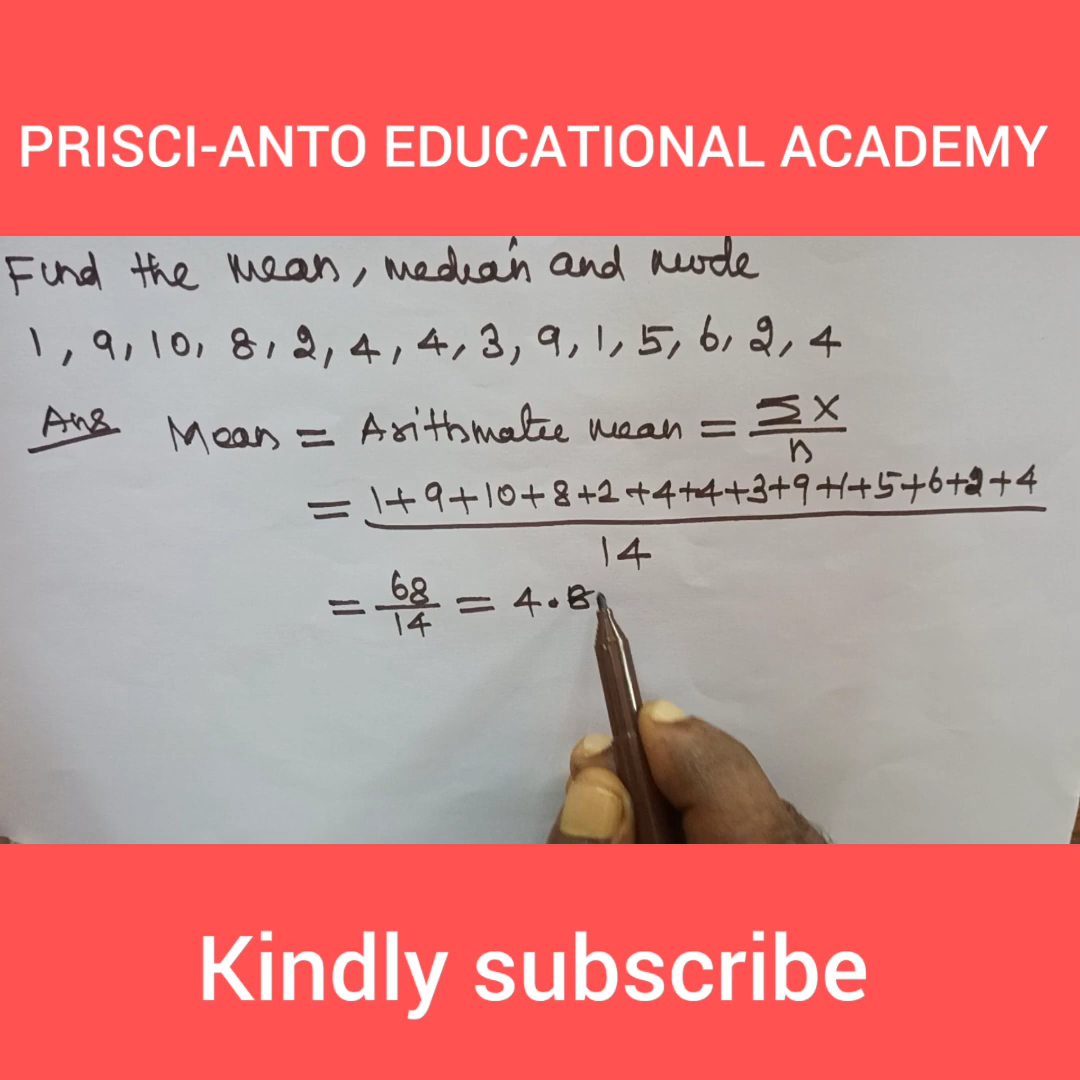 PRISCI-ANTO EDUCATIONAL ACADEMY
Find the mean, median and mode
1, 9, 10, 8, 2, 4, 4, 3, 9, 1, 5, 6, 2, 4
Ans Mean = Arithmatic mean = ΣX/n
= 1+9+10+8+2+4+4+3+9+1+5+6+2+4
14
= 68/14 = 4.8
Kindly subscribe